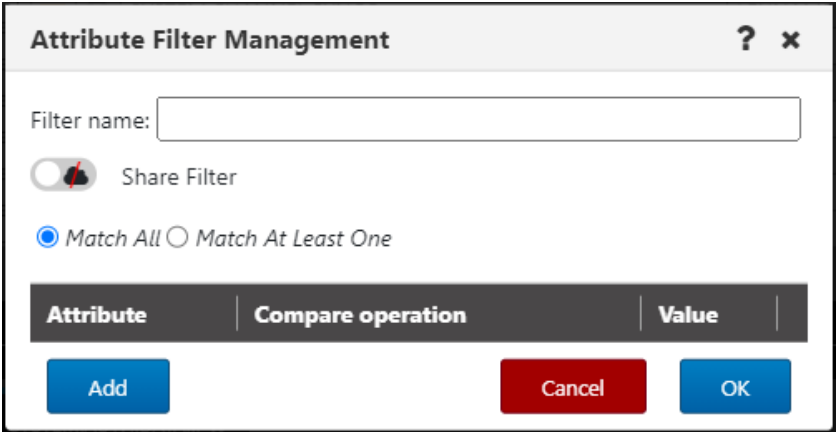 Attribute Filter Management ? ×
Filter name:
Share Filter
Match All Match At Least One
Attribute Compare operation Value
Add Cancel OK